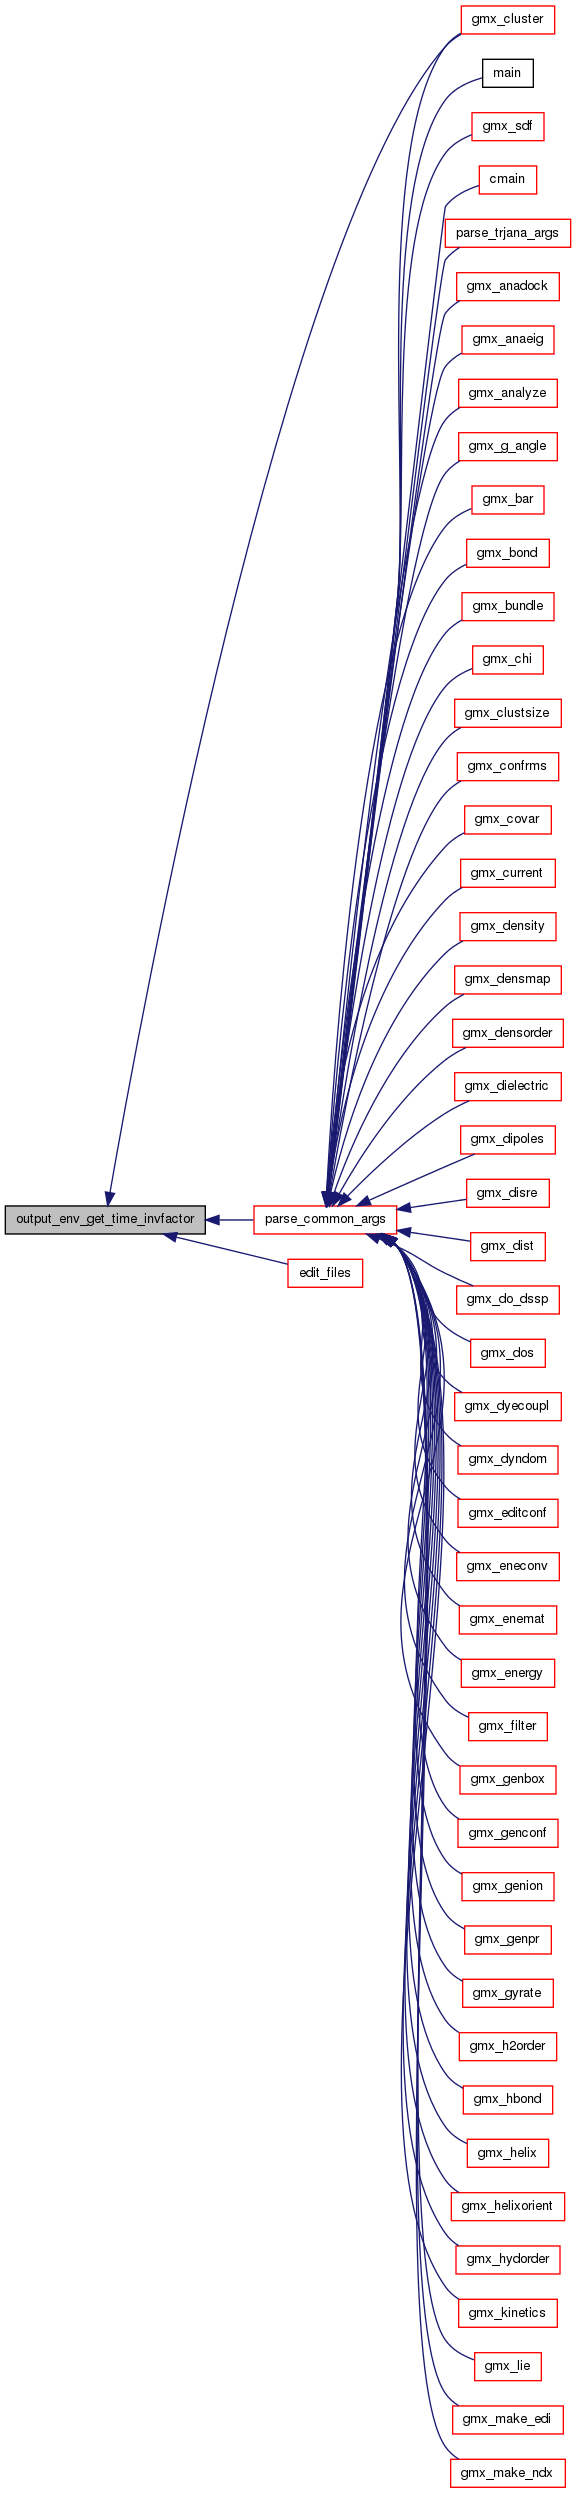 gmx_cluster
main
gmx_sdf
cmain
parse_trjana_args
gmx_anadock
gmx_anaeig
gmx_analyze
gmx_g_angle
gmx_bar
gmx_bond
gmx_bundle
gmx_chi
gmx_clustsize
gmx_confrms
gmx_covar
gmx_current
gmx_density
gmx_densmap
gmx_densorder
gmx_dielectric
gmx_dipoles
gmx_disre
output_env_get_time_invfactor
parse_common_args
gmx_dist
edit_files
gmx_do_dssp
gmx_dos
gmx_dyecoupl
gmx_dyndom
gmx_editconf
gmx_eneconv
gmx_enemat
gmx_energy
gmx_filter
gmx_genbox
gmx_genconf
gmx_genion
gmx_genpr
gmx_gyrate
gmx_h2order
gmx_hbond
gmx_helix
gmx_helixorient
gmx_hydorder
gmx_kinetics
gmx_lie
gmx_make_edi
gmx_make_ndx